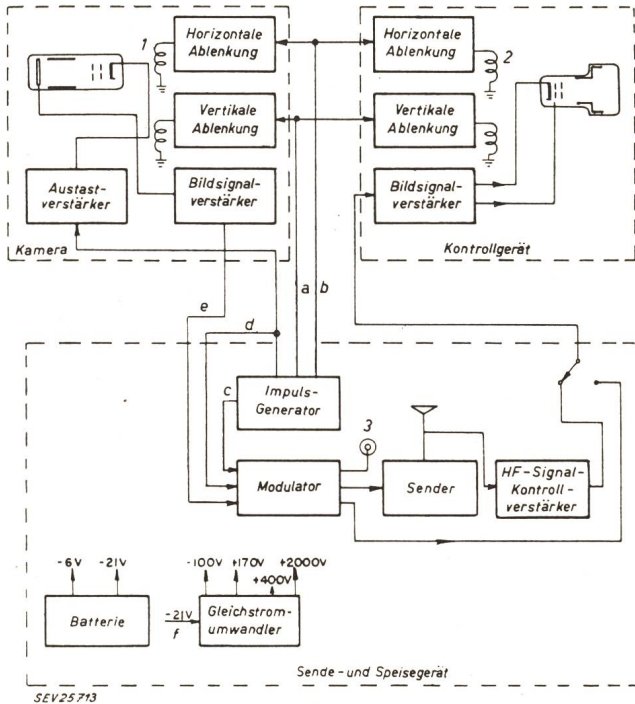 1
Horizontale
Ablenkung
Horizontale
Ablenkung
2
Vertikale
Ablenkung
Vertikale
Ablenkung
Austast-
verstärker
Bildsignal-
verstärker
Bildsignal-
verstärker
Kamera
Kontrollgerät
a
b
e
d
c
Impuls-
Generator
3
Modulator
Sender
HF-Signal-
Kontroll-
verstärker
-6V
-21V
-100V
+170V
+400V
+2000V
Batterie
-21V
f
Gleichstrom-
umwandler
Sende- und Speisegerät
SEV25713